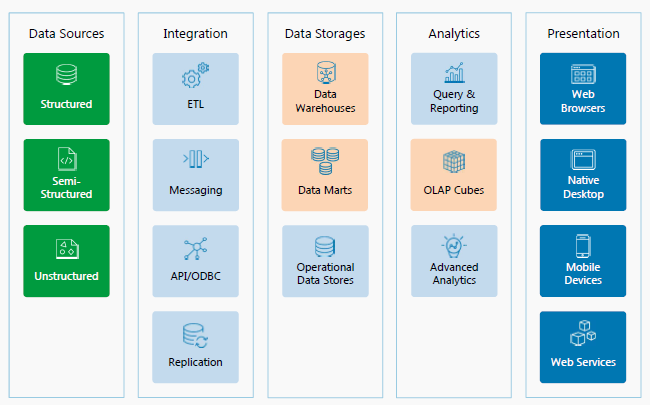 Data Sources
Structured
Semi-
Structured
Unstructured
Integration
ETL
Messaging
API/ODBC
Replication
Data Storages
Data
Warehouses
Data Marts
Operational
Data Stores
Analytics
Query &
Reporting
OLAP Cubes
Advanced
Analytics
Presentation
Web
Browsers
Native
Desktop
Mobile
Devices
Web Services